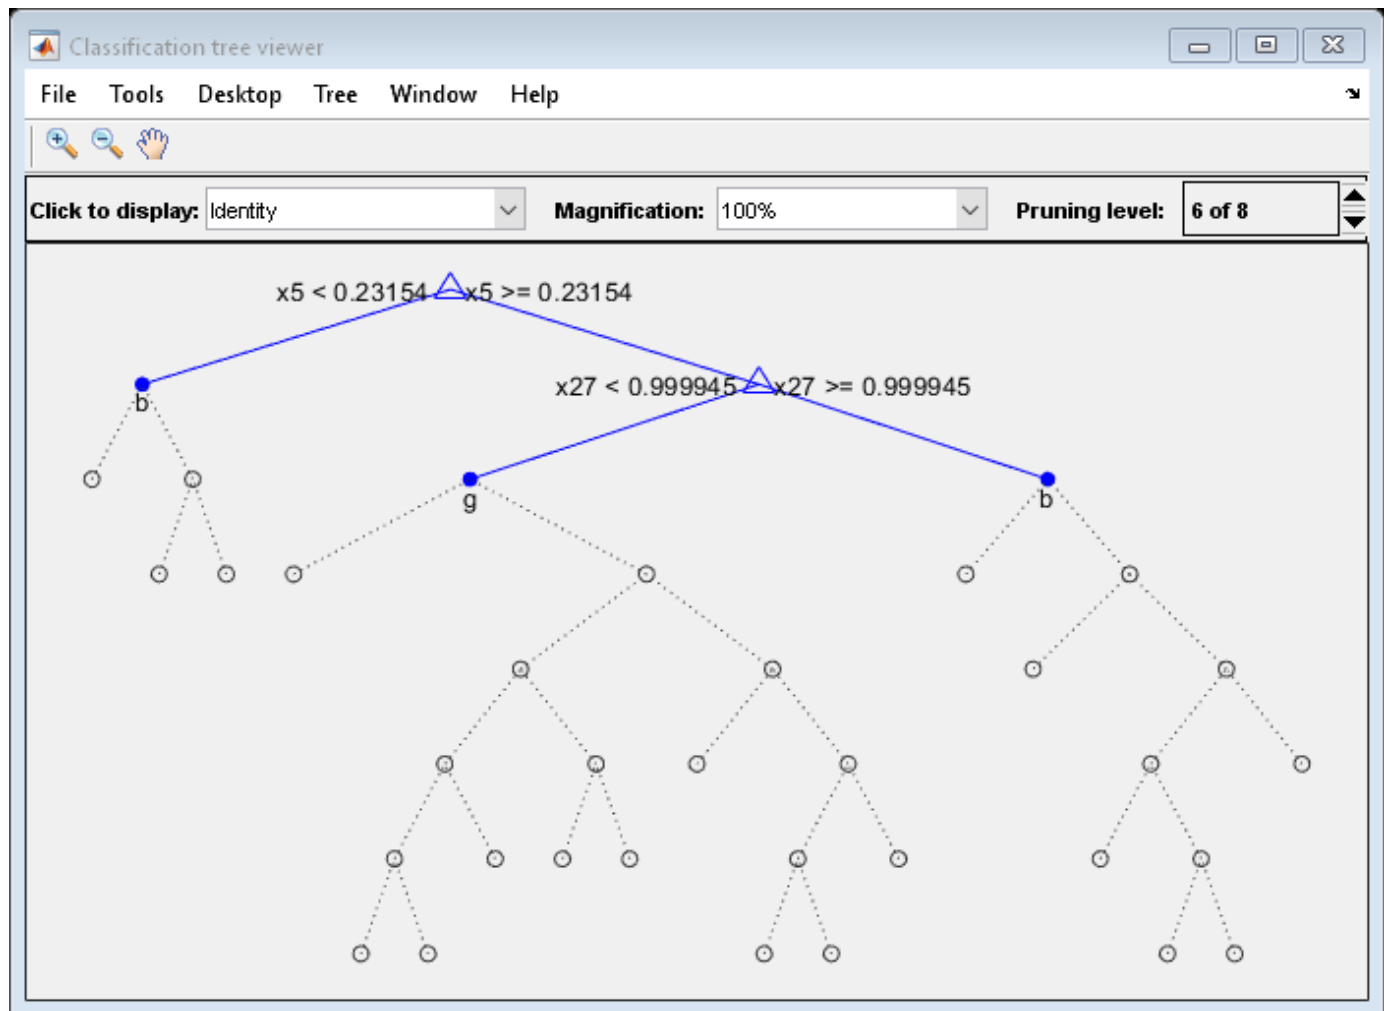 Classification tree viewer
File Tools Desktop Tree Window Help
Click to display: Identity Magnification: 100% Pruning level: 6 of 8
x5 < 0.23154 x5 >= 0.23154
b
x27 < 0.999945 x27 >= 0.999945
g
b